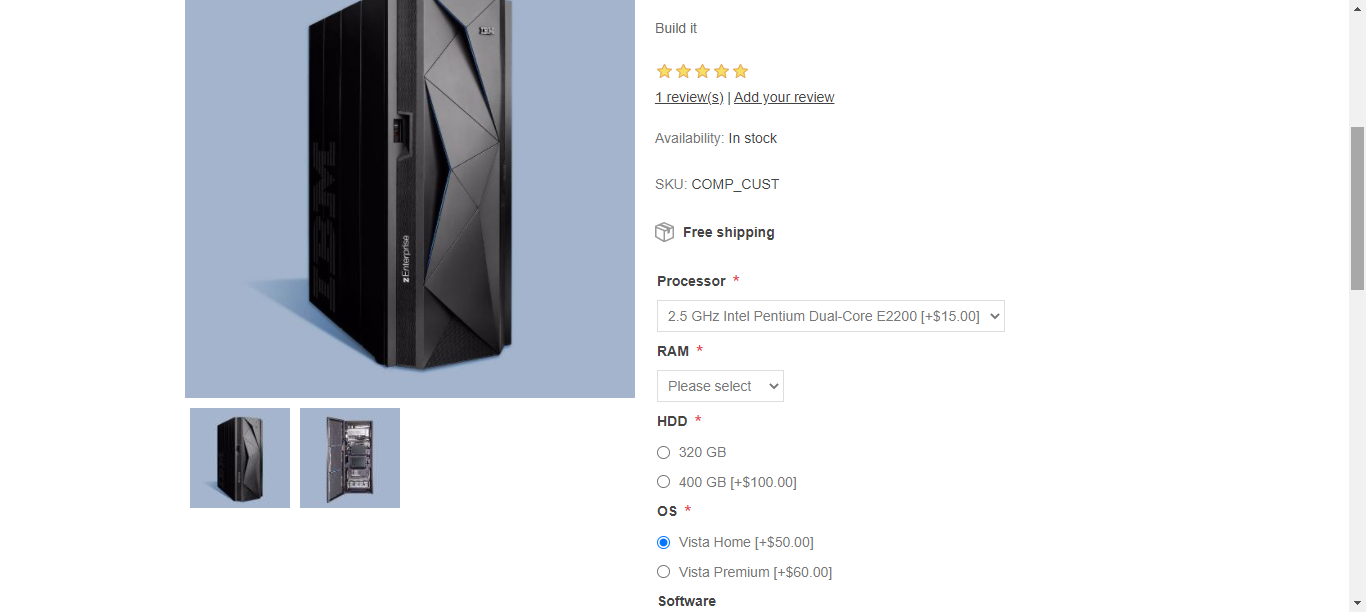 IBM
IBM
zEnterprise
Build it
1 review(s) | Add your review
Availability: In stock
SKU: COMP_CUST
Free shipping
Processor *
2.5 GHz Intel Pentium Dual-Core E2200 [+$15.00]
RAM *
Please select
HDD *
320 GB
400 GB [+$100.00]
OS *
Vista Home [+$50.00]
Vista Premium [+$60.00]
Software